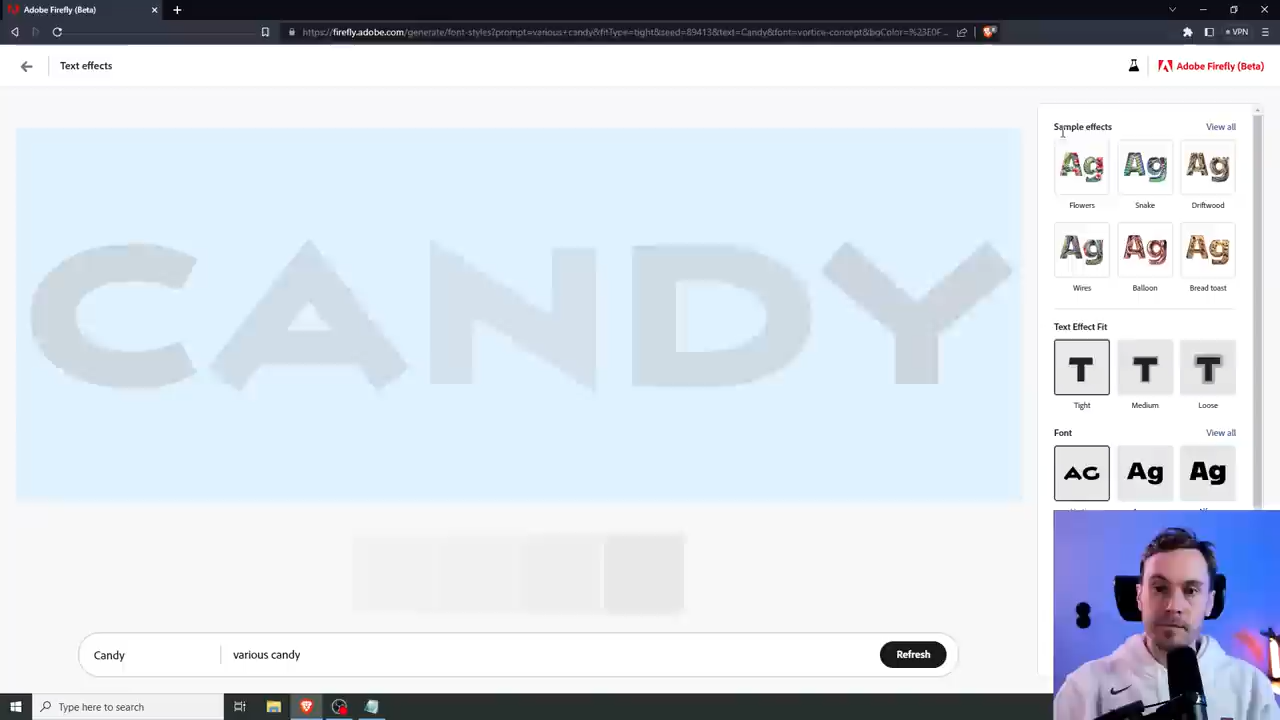 Adobe Firefly (Beta)
https://firefly.adobe.com/generate/font-styles?prompt=various+candy&fitType=tight&seed=89413&text=Candy&font=vortice-concept&bgColor=%23E0F...
VPN
Text effects
Adobe Firefly (Beta)
Sample effects
View all
Ag Ag Ag
Flowers Snake Driftwood
Ag Ag Ag
Wires Balloon Bread toast
CANDY
Text Effect Fit
T T T
Tight Medium Loose
Font
View all
AG Ag Ag
Candy
various candy
Refresh
Type here to search